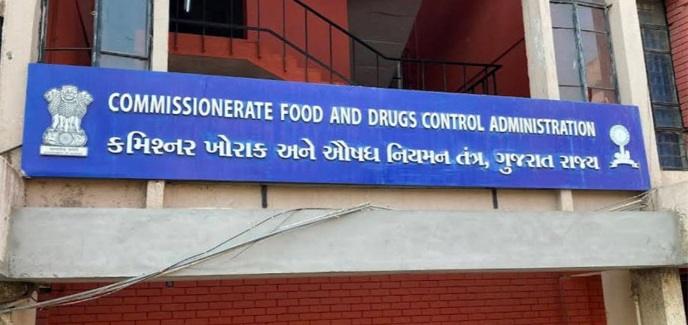 COMMISSIONERATE FOOD AND DRUGS CONTROL ADMINISTRATION
કમિશ્નર ખોરાક અને ઔષધ નિયમન તંત્ર, ગુજરાત રાજ્ય